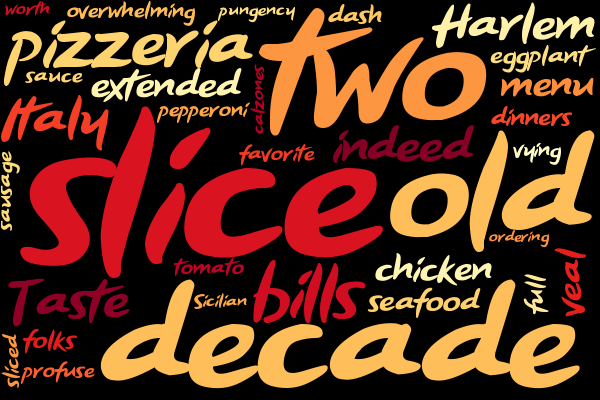 worth
overwhelming
pungency
dash
Harlem
pizzeria
two
sauce
extended
calzones
eggplant
menu
Italy
pepperoni
dinners
slice
favorite
indeed
vying
sausage
old
ordering
tomato
chicken
Taste
Sicilian
bills
seafood
full
veal
decade
sliced
folks
profuse